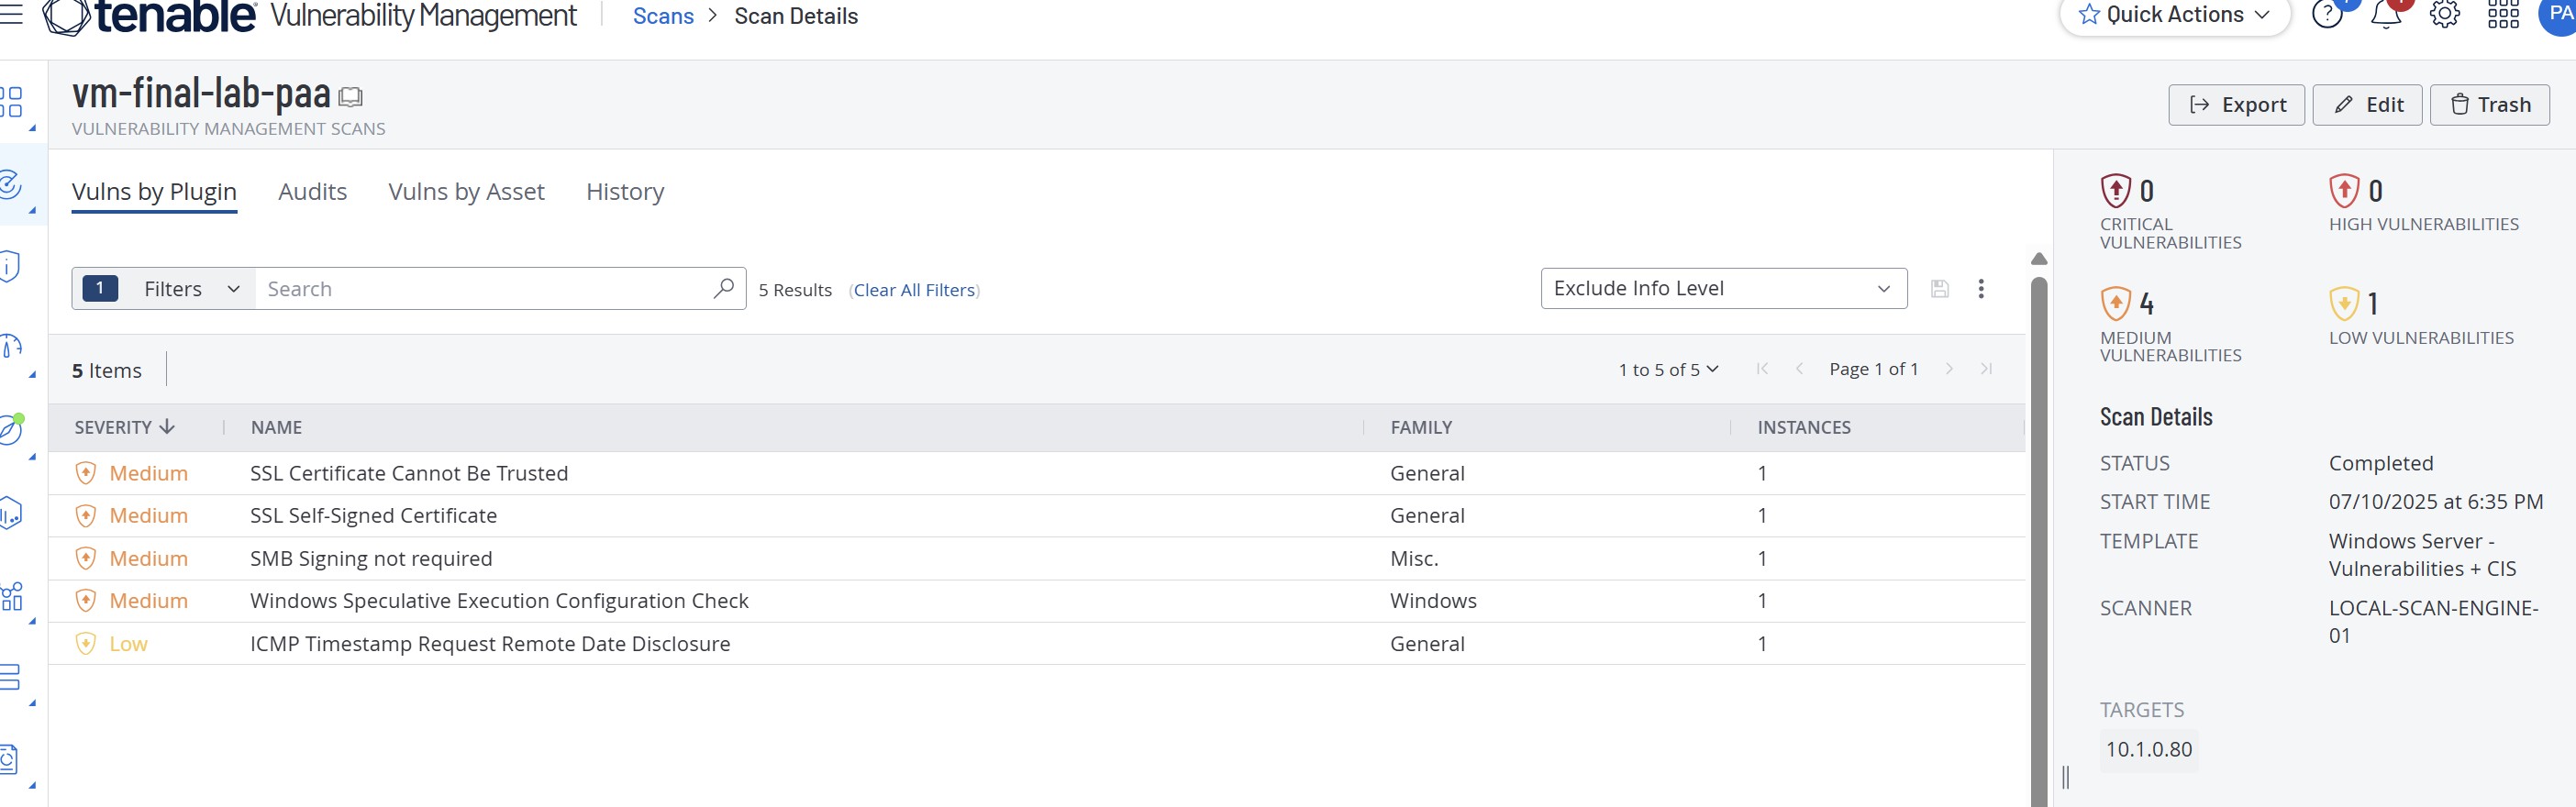 tenable Vulnerability Management Scans > Scan Details
Quick Actions
PA
vm-final-lab-paa
VULNERABILITY MANAGEMENT SCANS
Export Edit Trash
Vulns by Plugin Audits Vulns by Asset History
1 Filters Search 5 Results (Clear All Filters)
Exclude Info Level
5 Items
1 to 5 of 5 Page 1 of 1
SEVERITY NAME FAMILY INSTANCES
Medium SSL Certificate Cannot Be Trusted General 1
Medium SSL Self-Signed Certificate General 1
Medium SMB Signing not required Misc. 1
Medium Windows Speculative Execution Configuration Check Windows 1
Low ICMP Timestamp Request Remote Date Disclosure General 1
0
CRITICAL
VULNERABILITIES
0
HIGH VULNERABILITIES
4
MEDIUM
VULNERABILITIES
1
LOW VULNERABILITIES
Scan Details
STATUS Completed
START TIME 07/10/2025 at 6:35 PM
TEMPLATE Windows Server -
Vulnerabilities + CIS
SCANNER LOCAL-SCAN-ENGINE-
01
TARGETS
10.1.0.80